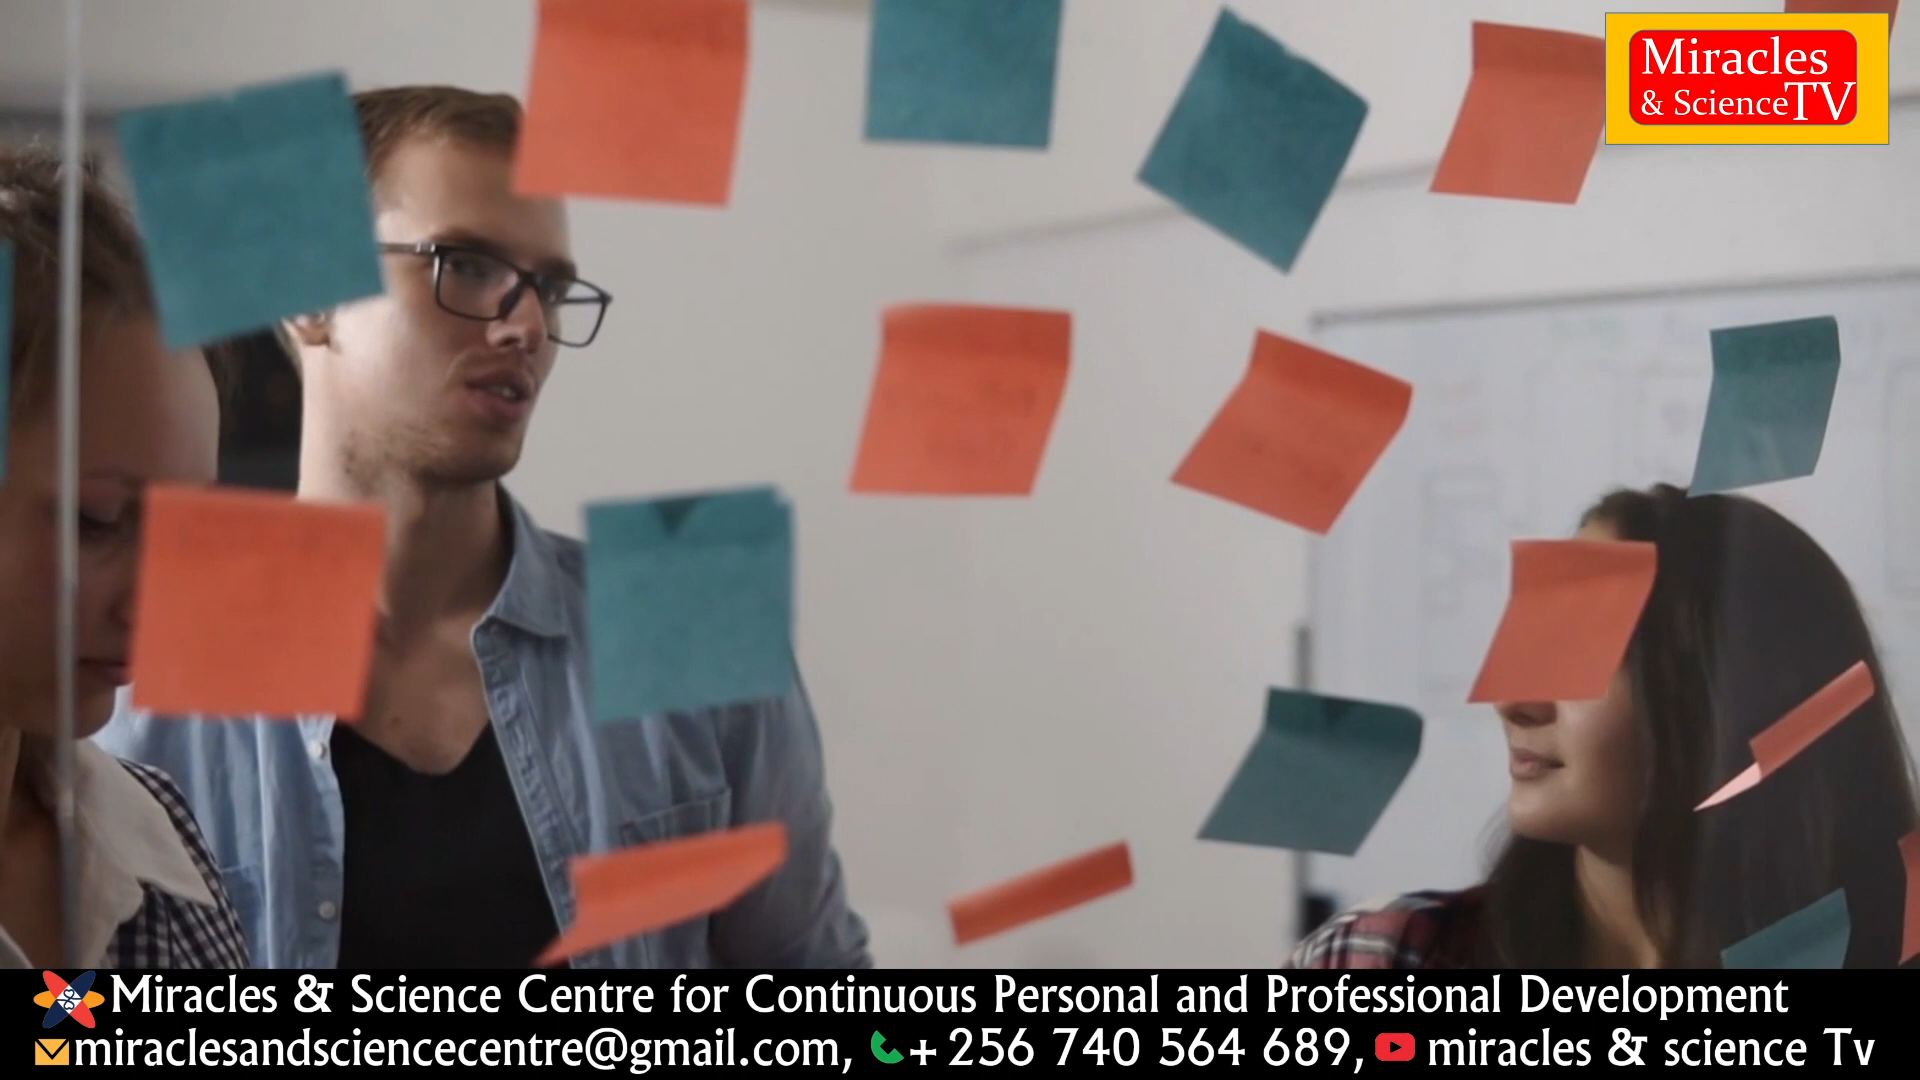 Miracles
& Science TV
Miracles & Science Centre for Continuous Personal and Professional Development
miraclesandsciencecentre@gmail.com, + 256 740 564 689, miracles & science Tv